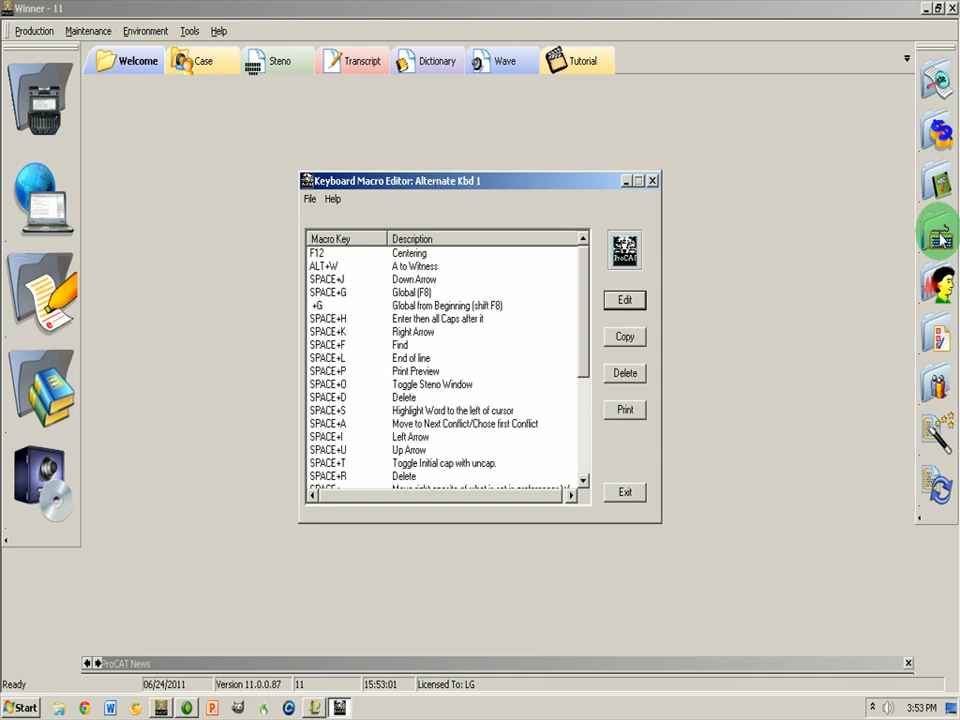 Winner - 11
Production Maintenance Environment Tools Help
Welcome Case Steno Transcript Dictionary Wave Tutorial
Keyboard Macro Editor: Alternate Kbd 1
File Help
Macro Key Description
F12 Centering
ALT+W A to Witness
SPACE+J Down Arrow
SPACE+G Global (F8)
+G Global from Beginning (shift F8)
SPACE+H Enter then all Caps after it
SPACE+K Right Arrow
SPACE+F Find
SPACE+L End of line
SPACE+P Print Preview
SPACE+O Toggle Steno Window
SPACE+D Delete
SPACE+S Highlight Word to the left of cursor
SPACE+A Move to Next Conflict/Chose first Conflict
SPACE+I Left Arrow
SPACE+U Up Arrow
SPACE+T Toggle Initial cap with uncap.
SPACE+R Delete
ProCAT
Edit
Copy
Delete
Print
Exit
ProCAT News
Ready 06/24/2011 Version 11.0.0.87 11 15:53:01 Licensed To: LG
Start 3:53 PM